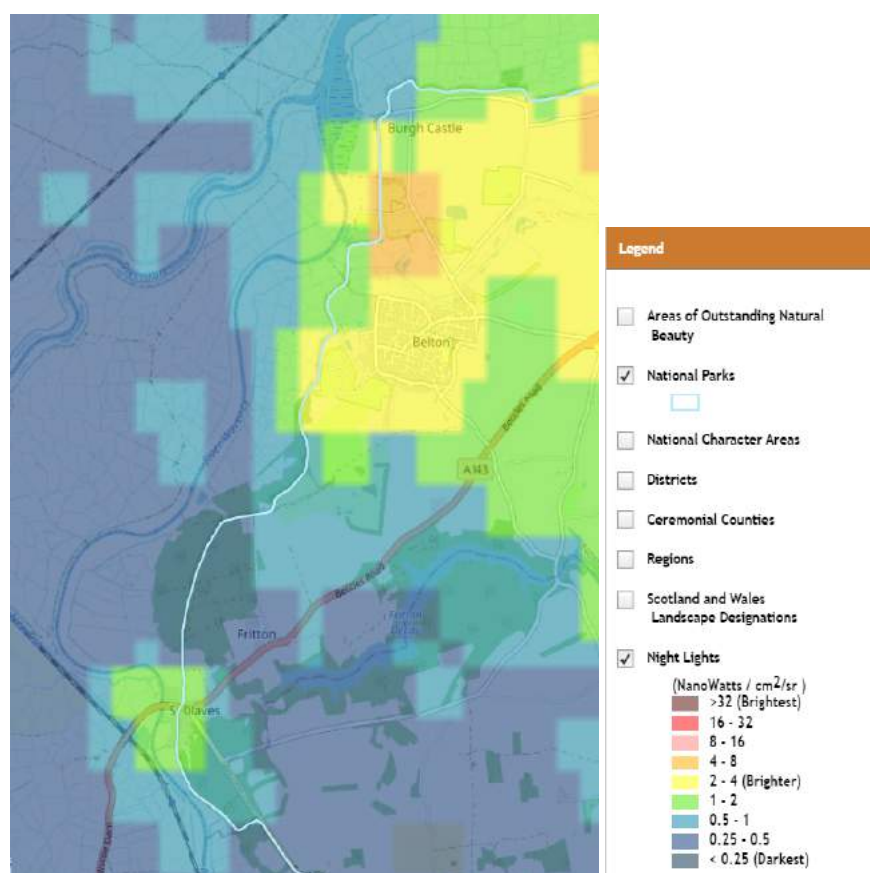 Burgh Castle
Belton
Beccles Road
A143
Beccles Road
Fritton
Legend
Areas of Outstanding Natural
Beauty
National Parks
National Character Areas
Districts
Ceremonial Counties
Regions
Scotland and Wales
Landscape Designations
Night Lights
(NanoWatts / cm2/sr )
>32 (Brightest)
16 - 32
8 - 16
4 - 8
2 - 4 (Brighter)
1 - 2
0.5 - 1
0.25 - 0.5
< 0.25 (Darkest)